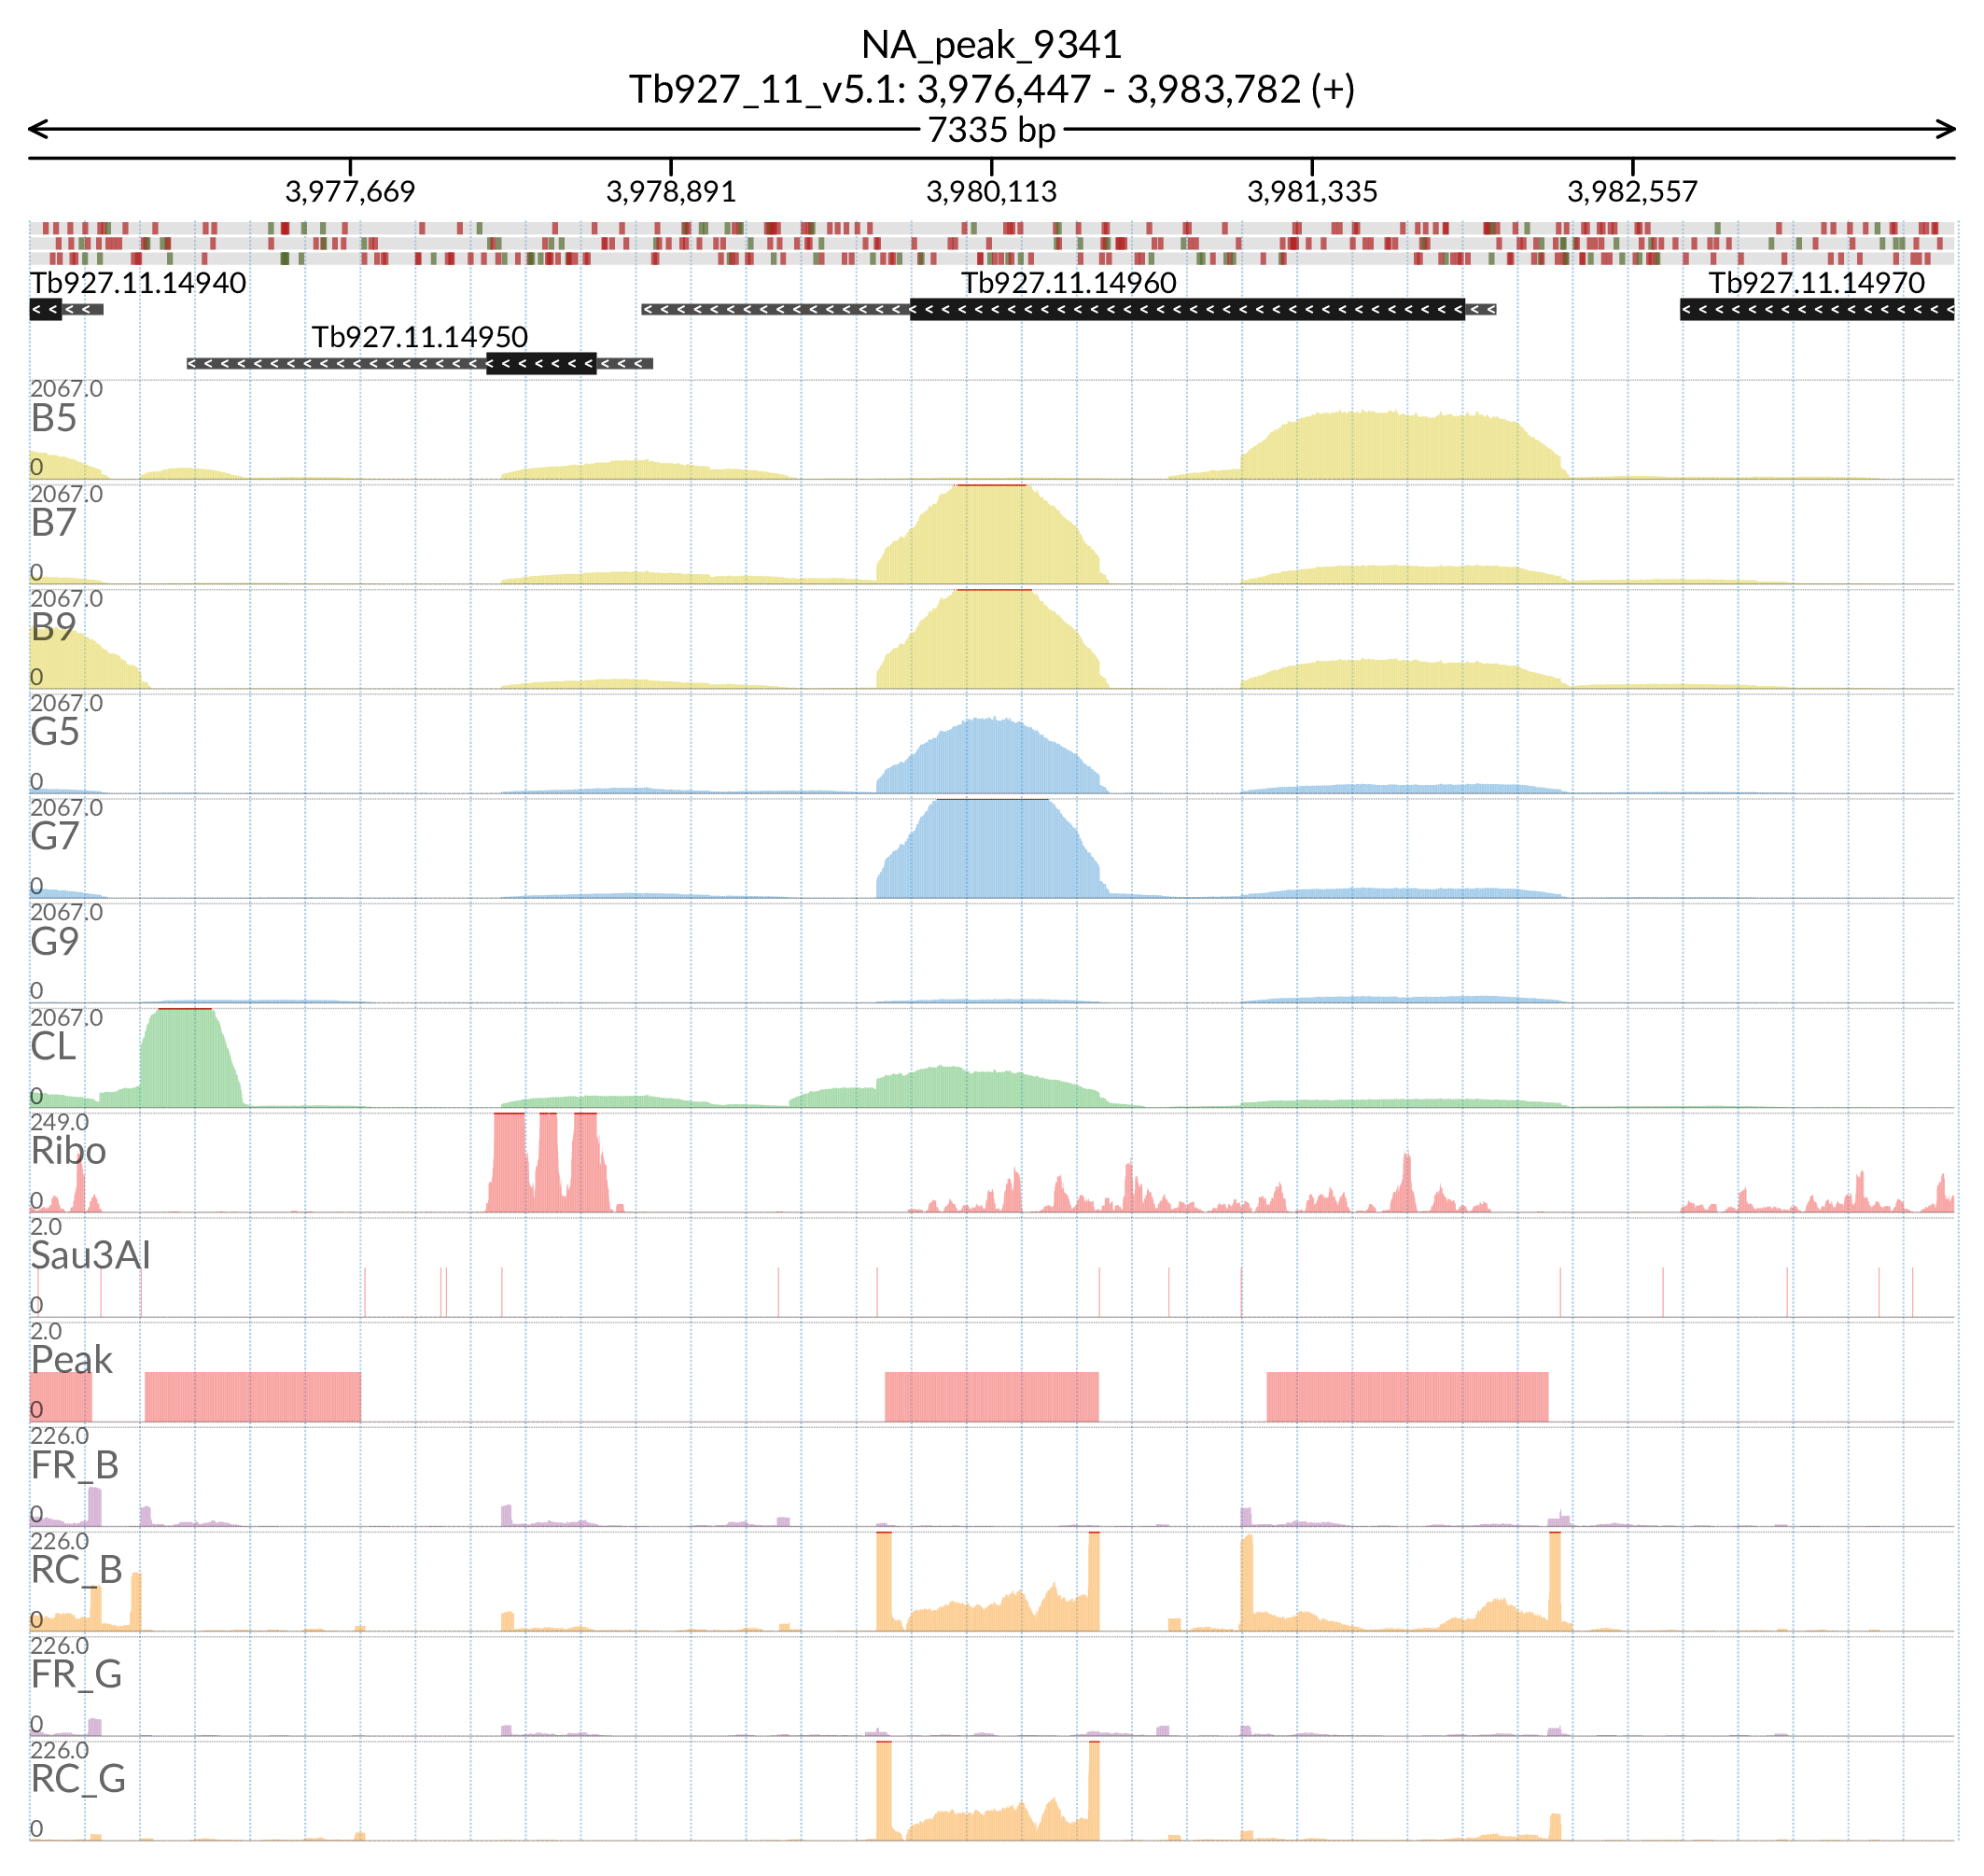 NA_peak_9341
Tb927_11_v5.1: 3,976,447 - 3,983,782 (+)
7335 bp
3,977,669 3,978,891 3,980,113 3,981,335 3,982,557
Tb927.11.14940 Tb927.11.14960 Tb927.11.14970
Tb927.11.14950
2067.0
B5
0
2067.0
B7
0
2067.0
B9
0
2067.0
G5
0
2067.0
G7
0
2067.0
G9
0
2067.0
CL
0
249.0
Ribo
0
2.0
Sau3AI
0
2.0
Peak
0
226.0
FR_B
0
226.0
RC_B
0
226.0
FR_G
0
226.0
RC_G
0